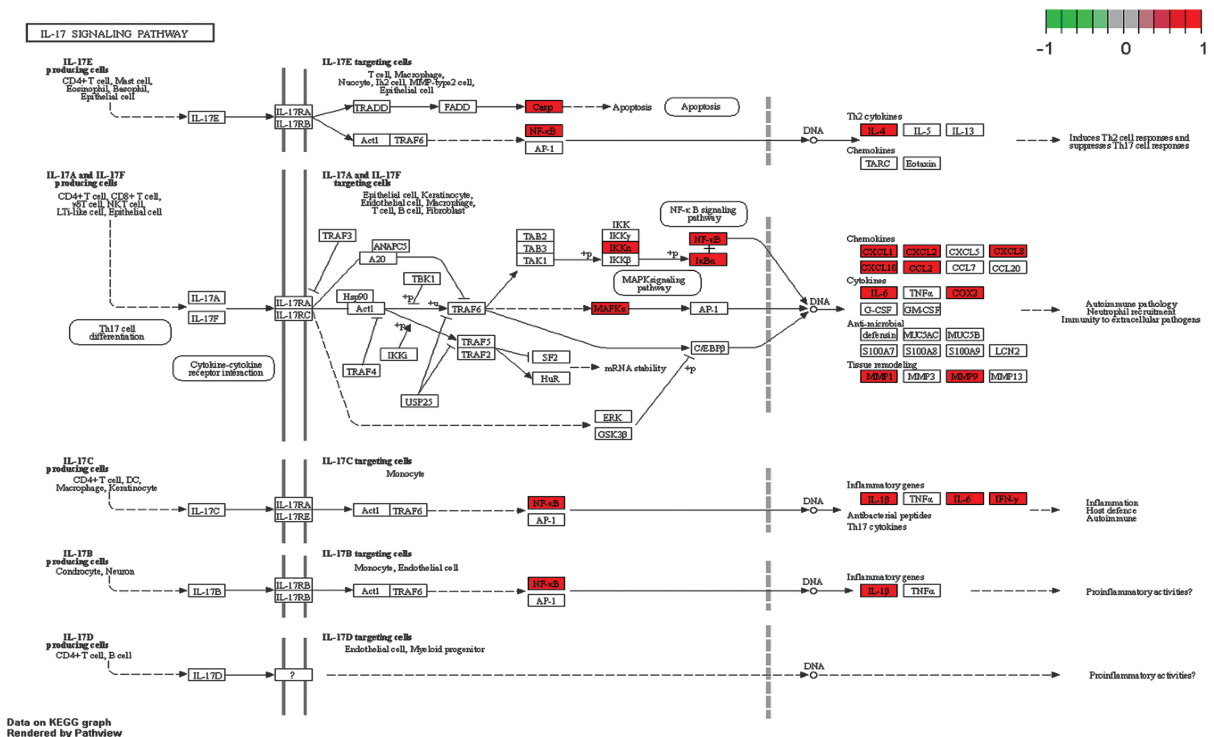 IL-17 SIGNALING PATHWAY
-1 0 1
IL-17E
producing cells
CD4+ T cell, Mast cell,
Eosinophil, Basophil,
Epithelial cell
IL-17E
IL-17RA
IL-17RB
IL-17E targeting cells
T cell, Macrophage,
Nuocyte, Ih2 cell, MMP-type2 cell,
Epithelial cell
TRADD
FADD
Casp
Apoptosis
Apoptosis
Act1
TRAF6
NF-κB
AP-1
DNA
Th2 cytokines
IL-4
IL-5
IL-13
Chemokines
TARC
Eotaxin
Induces Th2 cell responses and
suppresses Th17 cell responses
IL-17A and IL-17F
producing cells
CD4+ T cell, CD8+ T cell,
γδT cell, NKT cell,
LTi-like cell, Epithelial cell
IL-17A
IL-17F
Th17 cell
differentiation
Cytokine-cytokine
receptor interaction
IL-17RA
IL-17RC
IL-17A and IL-17F
targeting cells
Epithelial cell, Keratinocyte,
Endothelial cell, Macrophage,
T cell, B cell, Fibroblast
TRAF3
ANAPC5
A20
TBK1
+p
Hsp90
Act1
+u
TRAF6
+p
IKKi
TRAF4
TRAF5
TRAF2
USP25
SF2
HuR
mRNA stability
TAB2
TAB3
TAK1
+p
IKK
IKKγ
IKKα
IKKβ
+p
NF-κB
IκBα
NF-κ B signaling
pathway
MAPK signaling
pathway
MAPKs
AP-1
C/EBPβ
+p
ERK
GSK3β
DNA
Chemokines
CXCL1
CXCL2
CXCL5
CXCL8
CXCL10
CCL2
CCL7
CCL20
Cytokines
IL-6
TNFα
COX2
G-CSF
GM-CSF
Anti-microbial
defensin
MUC5AC
MUC5B
S100A7
S100A8
S100A9
LCN2
Tissue remodeling
MMP1
MMP3
MMP9
MMP13
Autoimmune pathology
Neutrophil recruitment
Immunity to extracellular pathogens
IL-17C
producing cells
CD4+ T cell, DC,
Macrophage, Keratinocyte
IL-17C
IL-17RA
IL-17RE
IL-17C targeting cells
Monocyte
Act1
TRAF6
NF-κB
AP-1
DNA
Inflammatory genes
IL-1β
TNFα
IL-6
IFN-γ
Antibacterial peptides
Th17 cytokines
Inflammation
Host defence
Autoimmune
IL-17B
producing cells
Condrocyte, Neuron
IL-17B
IL-17RB
IL-17RB
IL-17B targeting cells
Monocyte, Endothelial cell
Act1
TRAF6
NF-κB
AP-1
DNA
Inflammatory genes
IL-1β
TNFα
Proinflammatory activities?
IL-17D
producing cells
CD4+ T cell, B cell
IL-17D
?
IL-17D targeting cells
Endothelial cell, Myeloid progenitor
DNA
Proinflammatory activities?
Data on KEGG graph
Rendered by Pathview